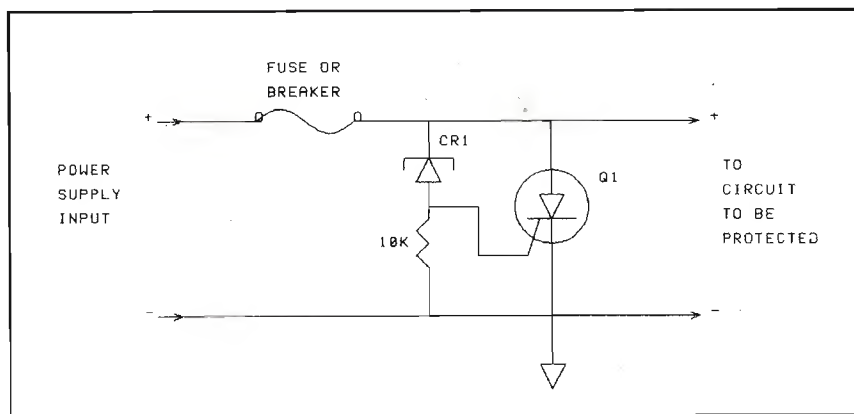 FUSE OR
BREAKER
+
+
CR1
POWER
SUPPLY
INPUT
Q1
TO
CIRCUIT
TO BE
PROTECTED
10K
-
-